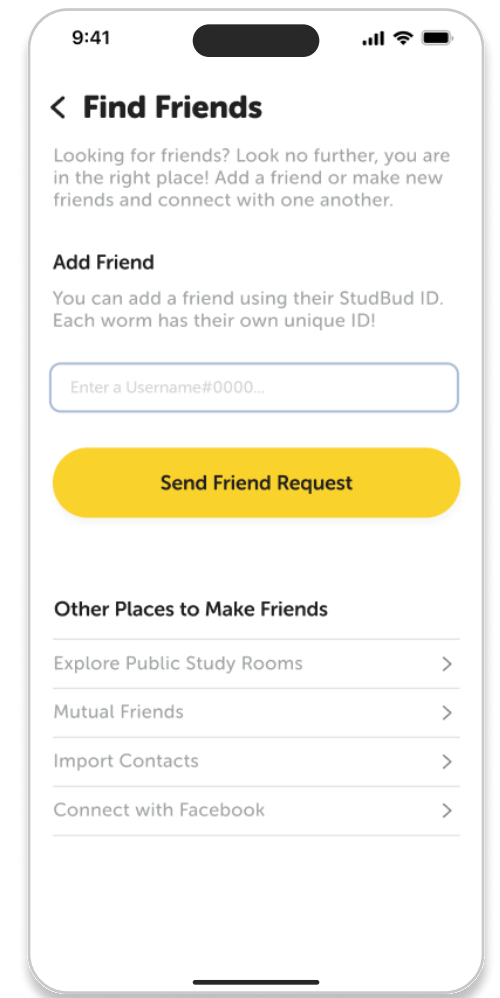 9:41
Find Friends
Looking for friends? Look no further, you are
in the right place! Add a friend or make new
friends and connect with one another.
Add Friend
You can add a friend using their StudBud ID.
Each worm has their own unique ID!
Enter a Username#0000...
Send Friend Request
Other Places to Make Friends
Explore Public Study Rooms
Mutual Friends
Import Contacts
Connect with Facebook